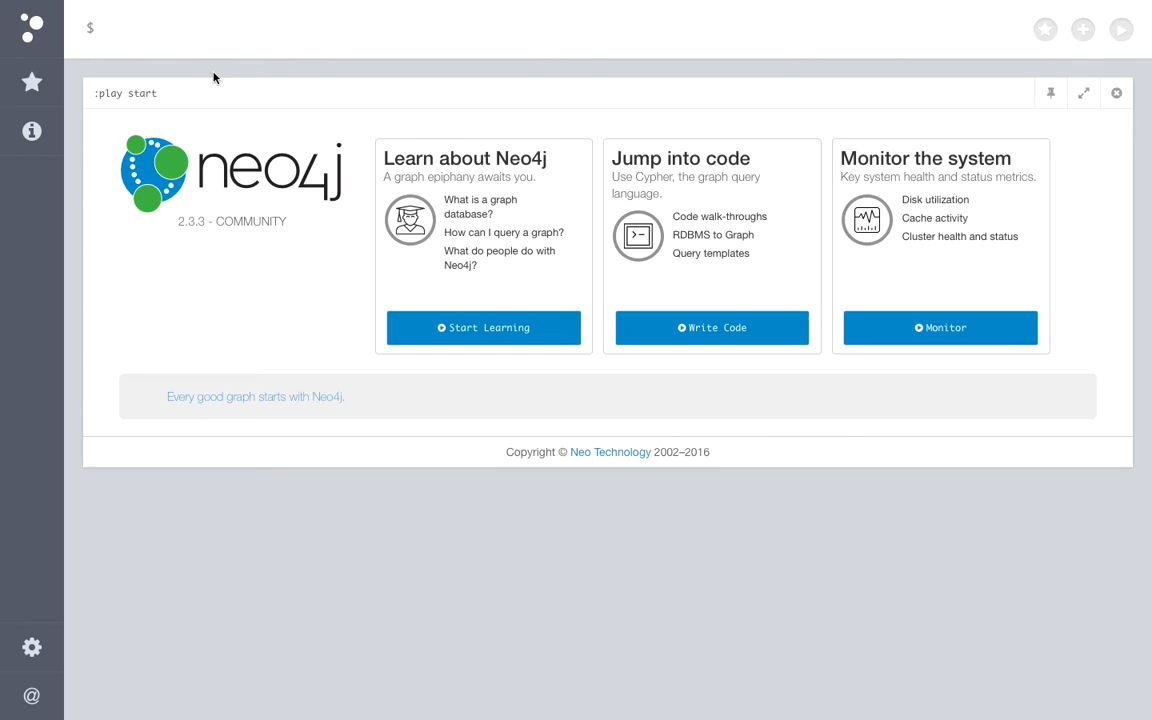 $
:play start
neo4j
2.3.3 - COMMUNITY
Learn about Neo4j
A graph epiphany awaits you.
What is a graph
database?
How can I query a graph?
What do people do with
Neo4j?
Start Learning
Jump into code
Use Cypher, the graph query
language.
Code walk-throughs
RDBMS to Graph
Query templates
Write Code
Monitor the system
Key system health and status metrics.
Disk utilization
Cache activity
Cluster health and status
Monitor
Every good graph starts with Neo4j.
Copyright © Neo Technology 2002–2016
@